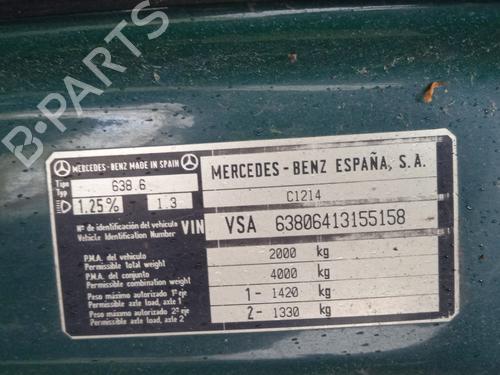 B-PARTS
MERCEDES-BENZ MADE IN SPAIN
MERCEDES-BENZ ESPAÑA, S.A.
Tipo
Typ
638.6
C1214
1.25% 1.3
Nº de identificación del vehículo
Vehicle Identification Number
VIN
VSA 63806413155158
P.M.A. del vehículo
Permissible total weight
2000 kg
P.M.A. del conjunto
Permissible combination weight
4000 kg
Peso máximo autorizado 1º eje
Permissible axle load, axle 1
1- 1420 kg
Peso máximo autorizado 2º eje
Permissible axle load, axle 2
2- 1330 kg